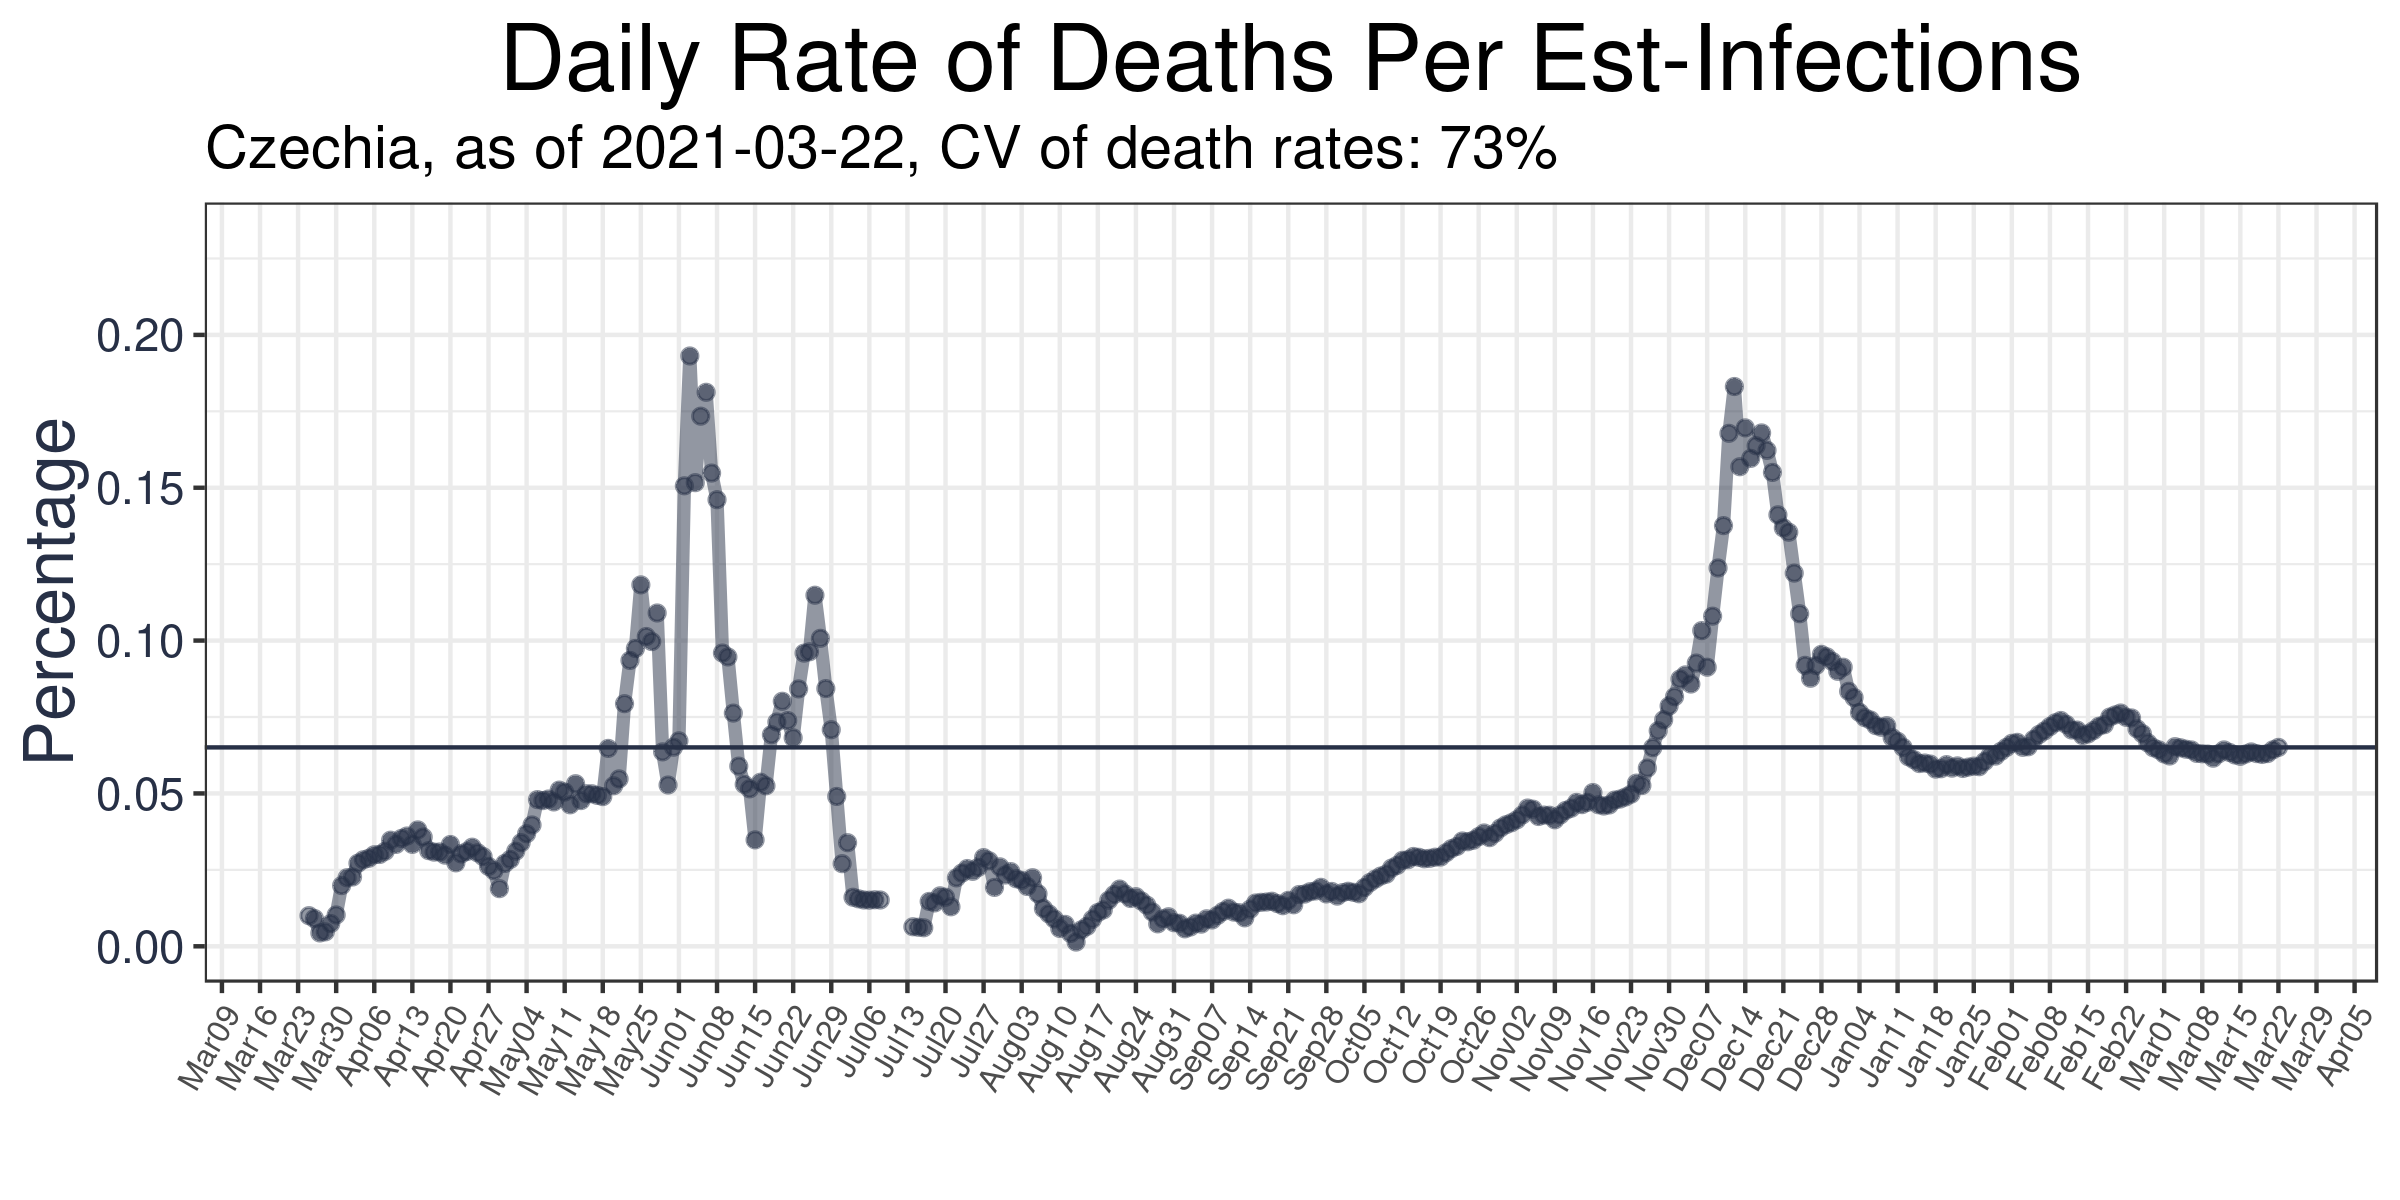 Daily Rate of Deaths Per Est-Infections
Czechia, as of 2021-03-22, CV of death rates: 73%
Percentage
0.20
0.15
0.10
0.05
0.00
Mar09 Mar16 Mar23 Mar30 Apr06 Apr13 Apr20 Apr27 May04 May11 May18 May25 Jun01 Jun08 Jun15 Jun22 Jun29 Jul06 Jul13 Jul20 Jul27 Aug03 Aug10 Aug17 Aug24 Aug31 Sep07 Sep14 Sep21 Sep28 Oct05 Oct12 Oct19 Oct26 Nov02 Nov09 Nov16 Nov23 Nov30 Dec07 Dec14 Dec21 Dec28 Jan04 Jan11 Jan18 Jan25 Feb01 Feb08 Feb15 Feb22 Mar01 Mar08 Mar15 Mar22 Mar29 Apr05